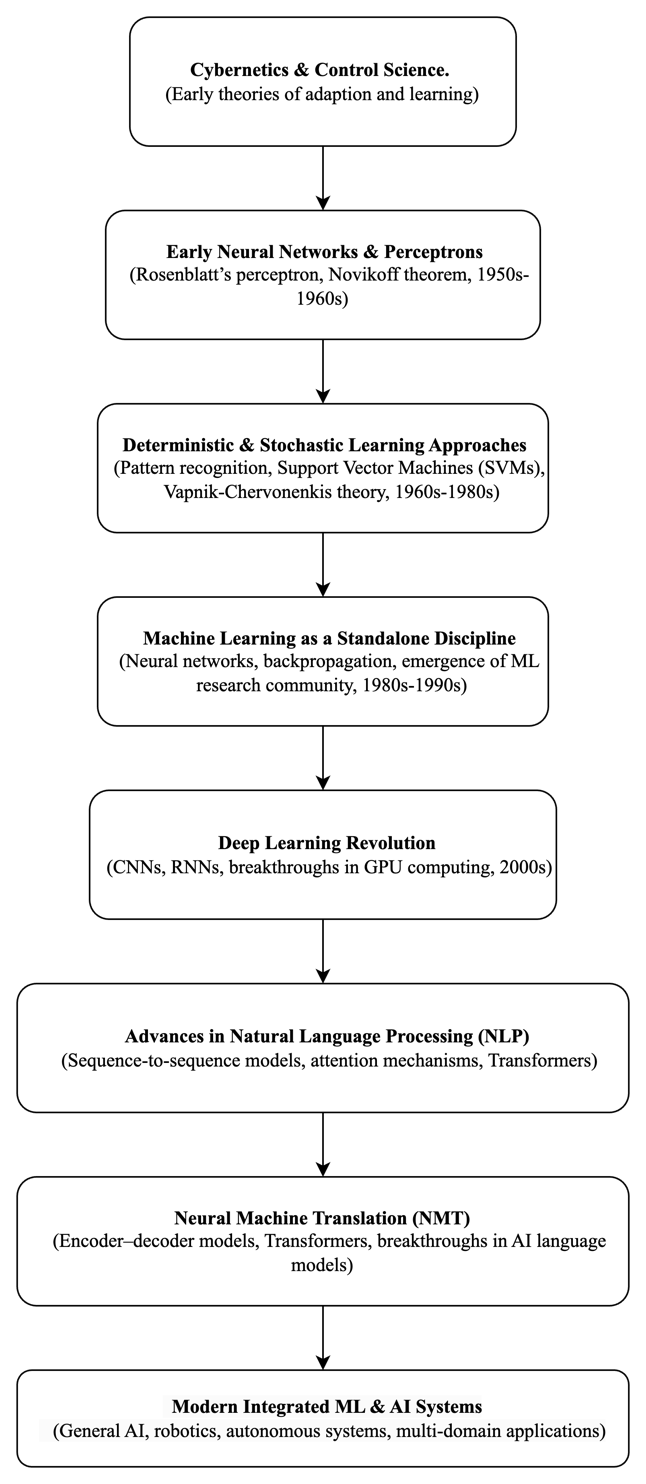 Cybernetics & Control Science.
(Early theories of adaption and learning)
Early Neural Networks & Perceptrons
(Rosenblatt’s perceptron, Novikoff theorem, 1950s-
1960s)
Deterministic & Stochastic Learning Approaches
(Pattern recognition, Support Vector Machines (SVMs),
Vapnik-Chervonenkis theory, 1960s-1980s)
Machine Learning as a Standalone Discipline
(Neural networks, backpropagation, emergence of ML
research community, 1980s-1990s)
Deep Learning Revolution
(CNNs, RNNs, breakthroughs in GPU computing, 2000s)
Advances in Natural Language Processing (NLP)
(Sequence-to-sequence models, attention mechanisms, Transformers)
Neural Machine Translation (NMT)
(Encoder–decoder models, Transformers, breakthroughs in AI language
models)
Modern Integrated ML & AI Systems
(General AI, robotics, autonomous systems, multi-domain applications)